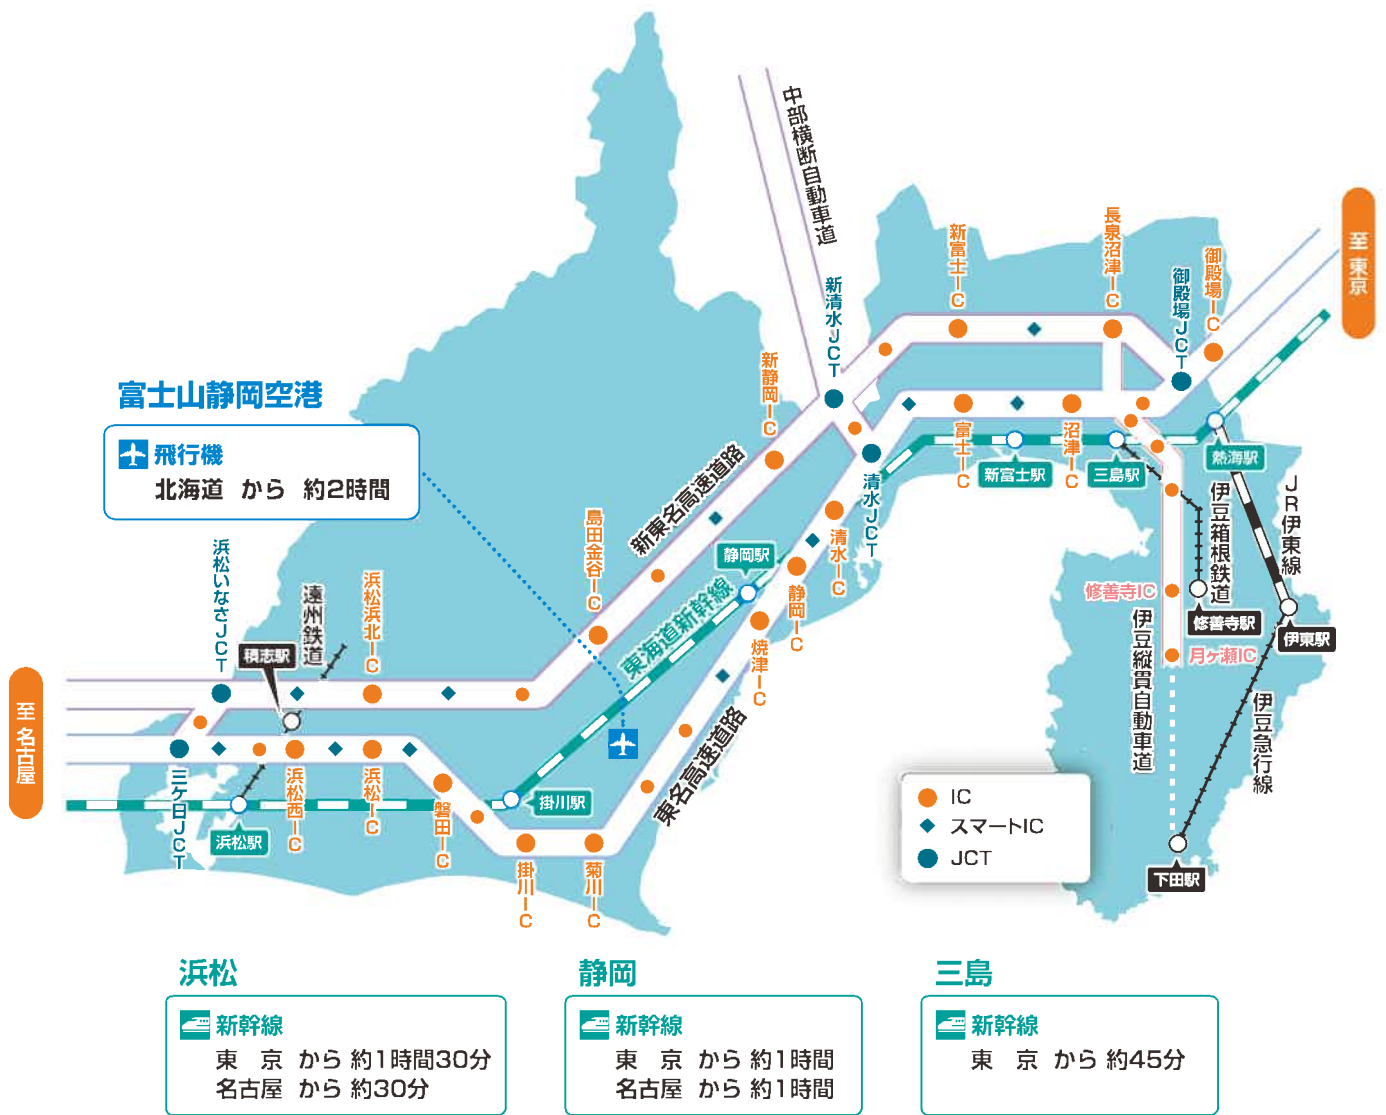 中部横断自動車道
至 東京
長泉沼津IC
新富士IC
御殿場IC
御殿場JCT
新清水JCT
新静岡IC
富士山静岡空港
飛行機
北海道 から 約2時間
新東名高速道路
富士IC
沼津IC
新富士駅
三島駅
熱海駅
清水JCT
清水IC
JR伊東線
伊豆箱根鉄道
島田金谷IC
静岡駅
静岡IC
東海道新幹線
焼津IC
浜松いなさJCT
遠州鉄道
浜松浜北IC
積志駅
修善寺IC
修善寺駅
伊東駅
月ヶ瀬IC
伊豆縦貫自動車道
伊豆急行線
至 名古屋
東名高速道路
三ケ日JCT
浜松西IC
浜松IC
磐田IC
掛川駅
浜松駅
掛川IC
菊川IC
下田駅
IC
スマートIC
JCT
浜松
新幹線
東 京 から 約1時間30分
名古屋 から 約30分
静岡
新幹線
東 京 から 約1時間
名古屋 から 約1時間
三島
新幹線
東 京 から 約45分